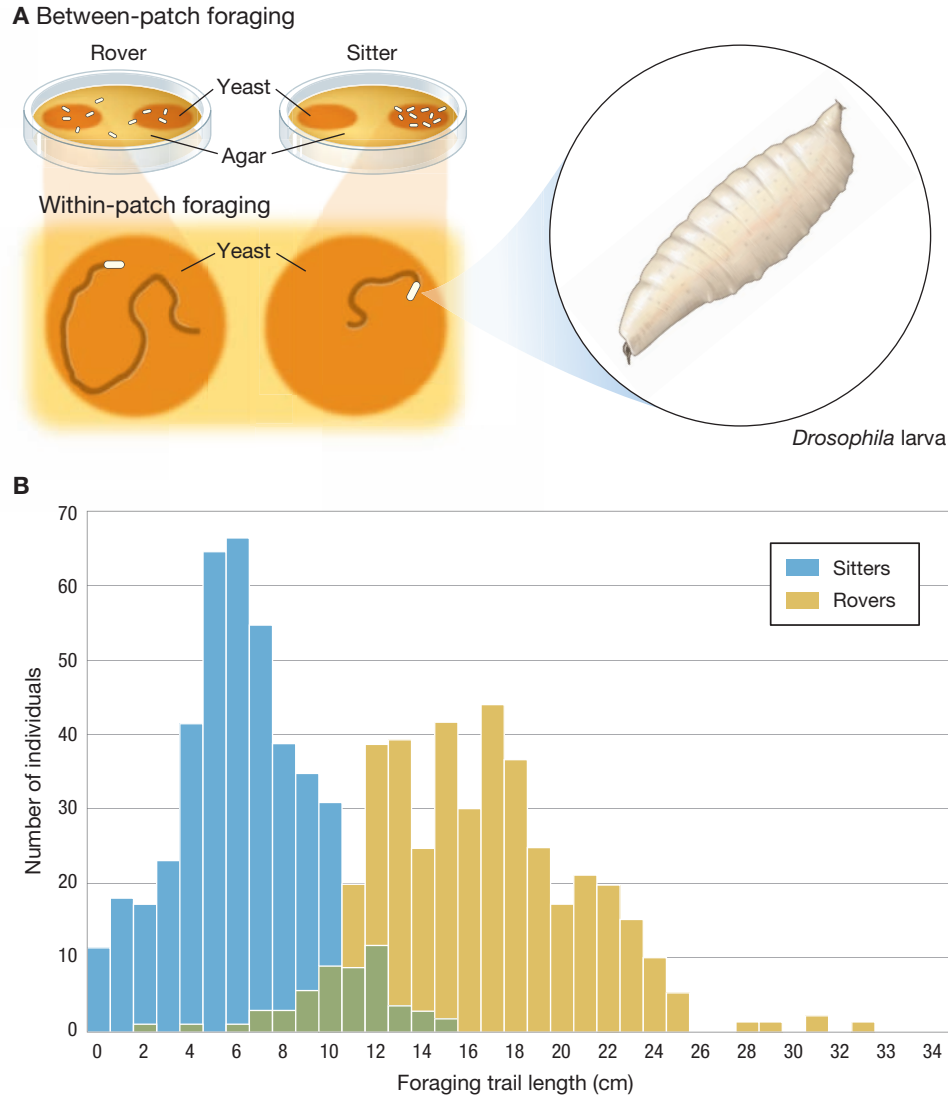 A Between-patch foraging
Rover
Sitter
Yeast
Agar
Within-patch foraging
Yeast
Drosophila larva
B
70
60
50
40
30
20
10
0
Number of individuals
Sitters
Rovers
0 2 4 6 8 10 12 14 16 18 20 22 24 26 28 30 32 33 34
Foraging trail length (cm)